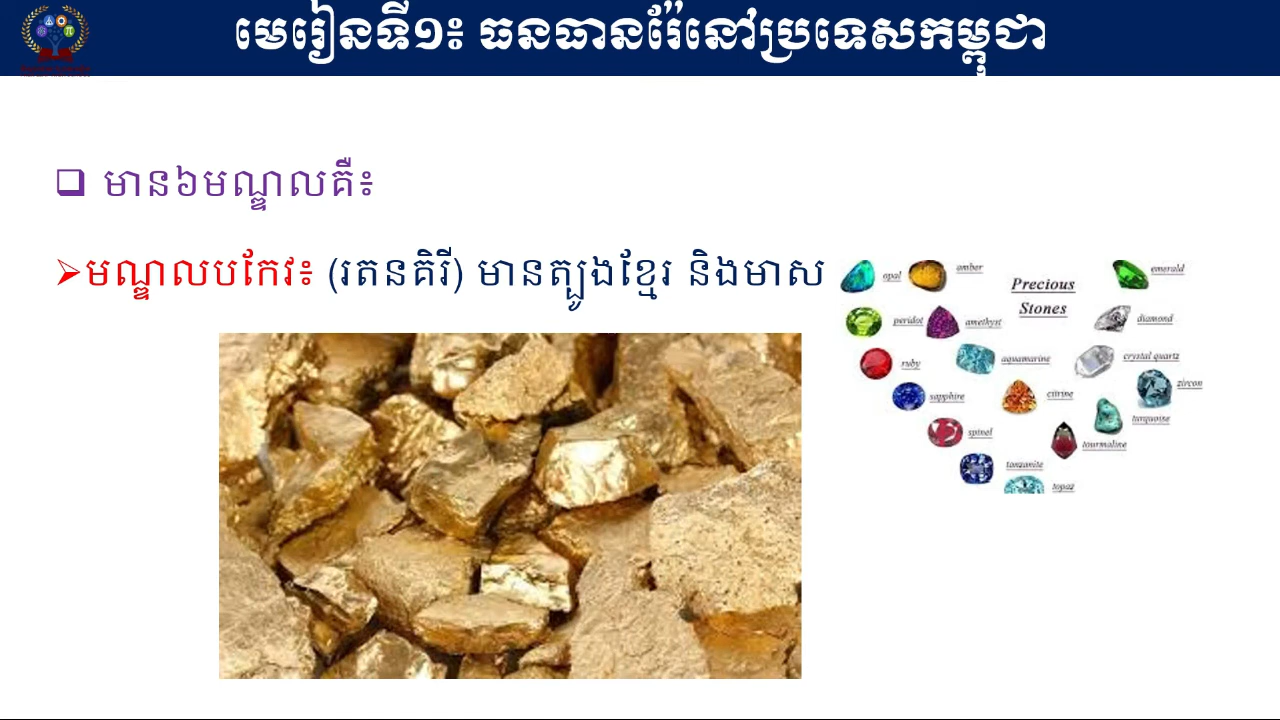 មេរៀនទី១៖ ធនធានរ៉ែនៅប្រទេសកម្ពុជា
មាន៦មណ្ឌលគឺ៖
មណ្ឌលបកែវ៖ (រតនគិរី) មានត្បូងខ្មែរ និងមាស
Precious
Stones
opal
amber
emerald
peridot
amethyst
diamond
ruby
aquamarine
crystal quartz
sapphire
citrine
zircon
turquoise
spinel
tourmaline
tanzanite
topaz